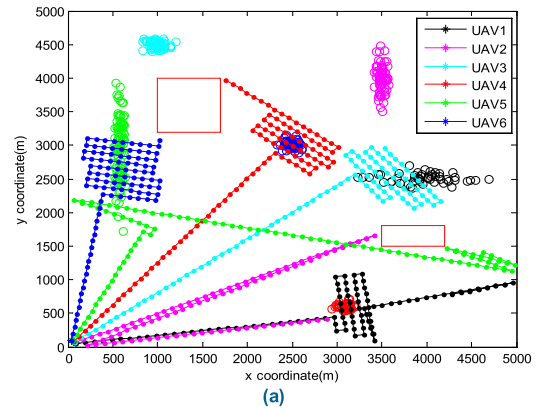 5000
4500
4000
3500
3000
2500
2000
1500
1000
500
0
y coordinate(m)
UAV1
UAV2
UAV3
UAV4
UAV5
UAV6
0 500 1000 1500 2000 2500 3000 3500 4000 4500 5000
x coordinate(m)
(a)